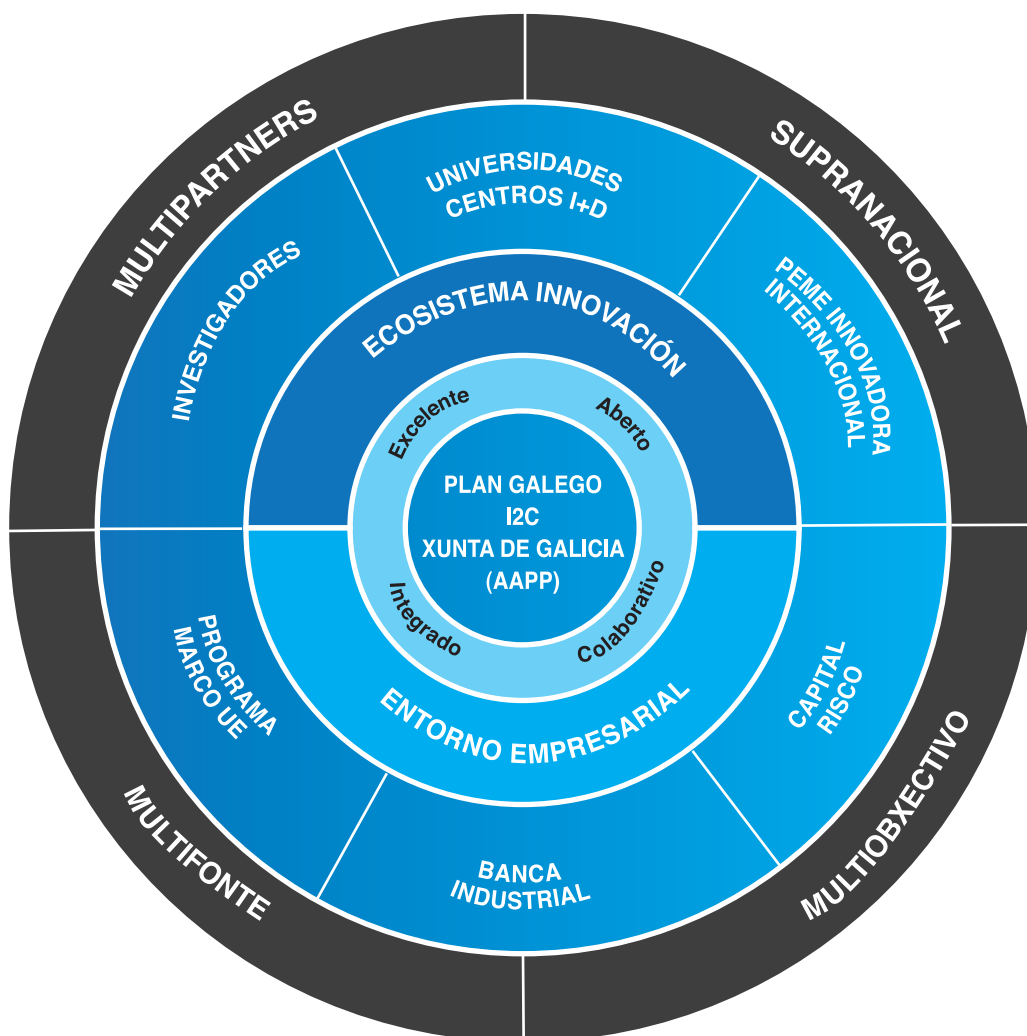 MULTIPARTNERS
SUPRANACIONAL
UNIVERSIDADES
CENTROS I+D
INVESTIGADORES
PEME INNOVADORA
INTERNACIONAL
ECOSISTEMA INNOVACIÓN
Excelente
Aberto
PLAN GALEGO
I2C
XUNTA DE GALICIA
(AAPP)
Integrado
Colaborativo
ENTORNO EMPRESARIAL
PROGRAMA
MARCO UE
CAPITAL
RISCO
BANCA
INDUSTRIAL
MULTIFONTE
MULTIOBXECTIVO